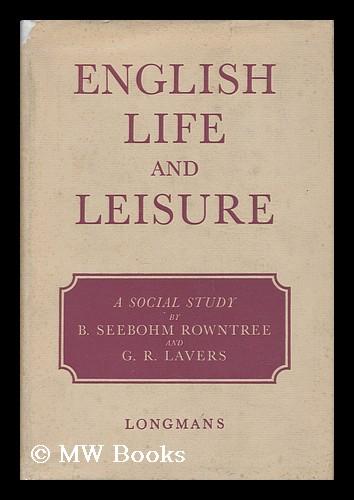 ENGLISH
LIFE
AND
LEISURE
A SOCIAL STUDY
BY
B. SEEBOHM ROWNTREE
AND
G. R. LAVERS
LONGMANS
© MW Books